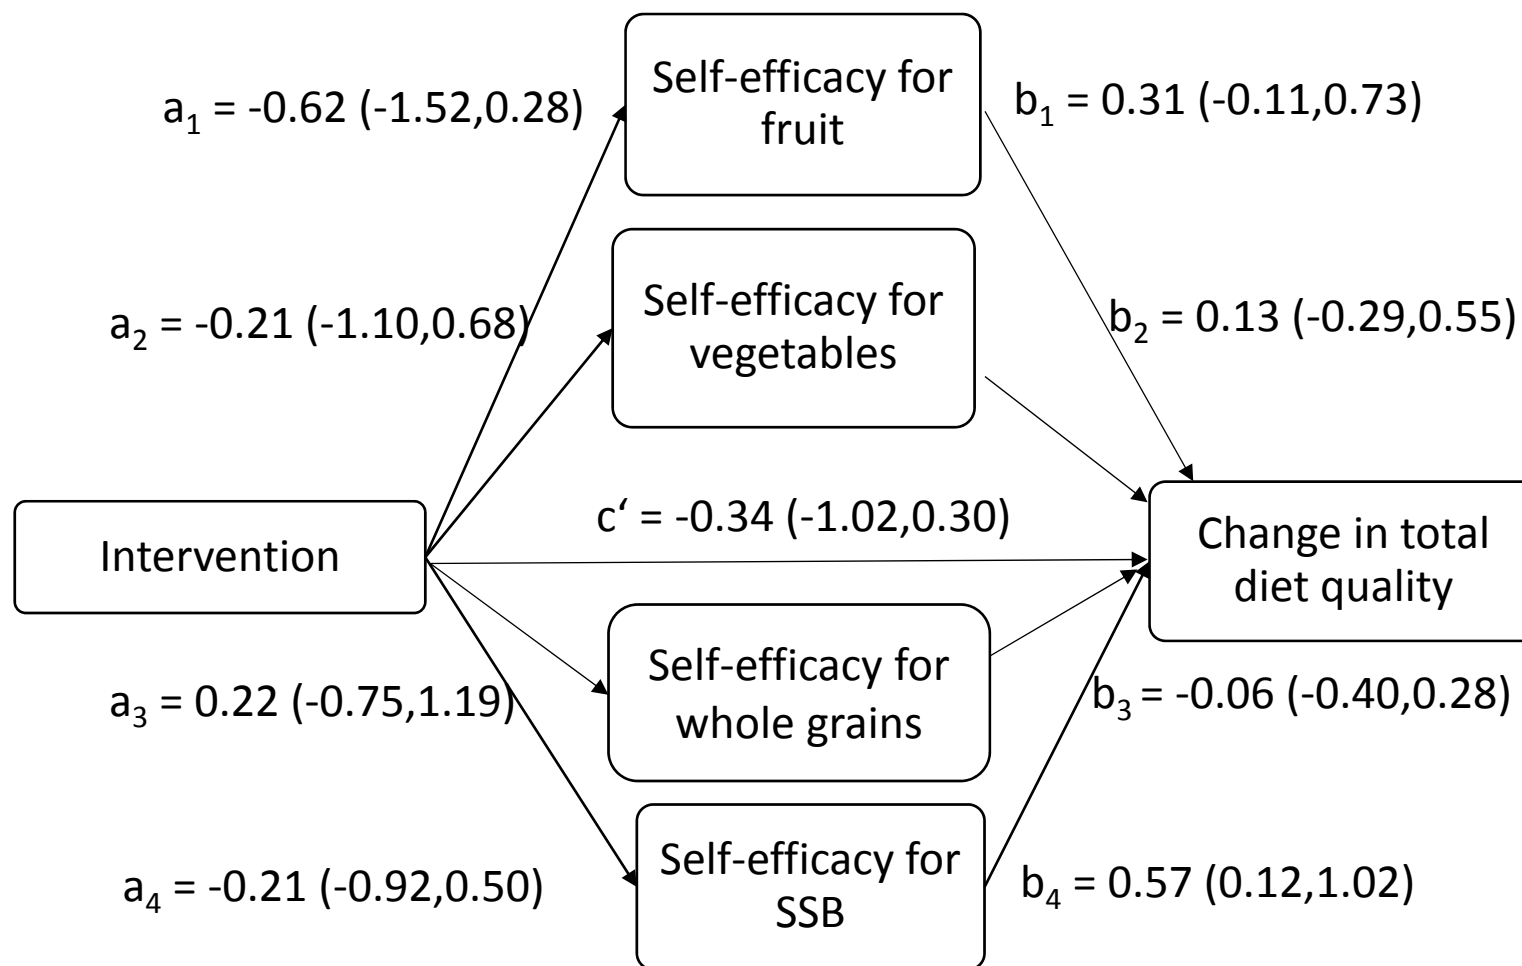 Self-efficacy for
fruit
a₁ = -0.62 (-1.52,0.28)
b₁ = 0.31 (-0.11,0.73)
Self-efficacy for
vegetables
a₂ = -0.21 (-1.10,0.68)
b₂ = 0.13 (-0.29,0.55)
c‘ = -0.34 (-1.02,0.30)
Intervention
Change in total
diet quality
Self-efficacy for
whole grains
a₃ = 0.22 (-0.75,1.19)
b₃ = -0.06 (-0.40,0.28)
Self-efficacy for
SSB
a₄ = -0.21 (-0.92,0.50)
b₄ = 0.57 (0.12,1.02)